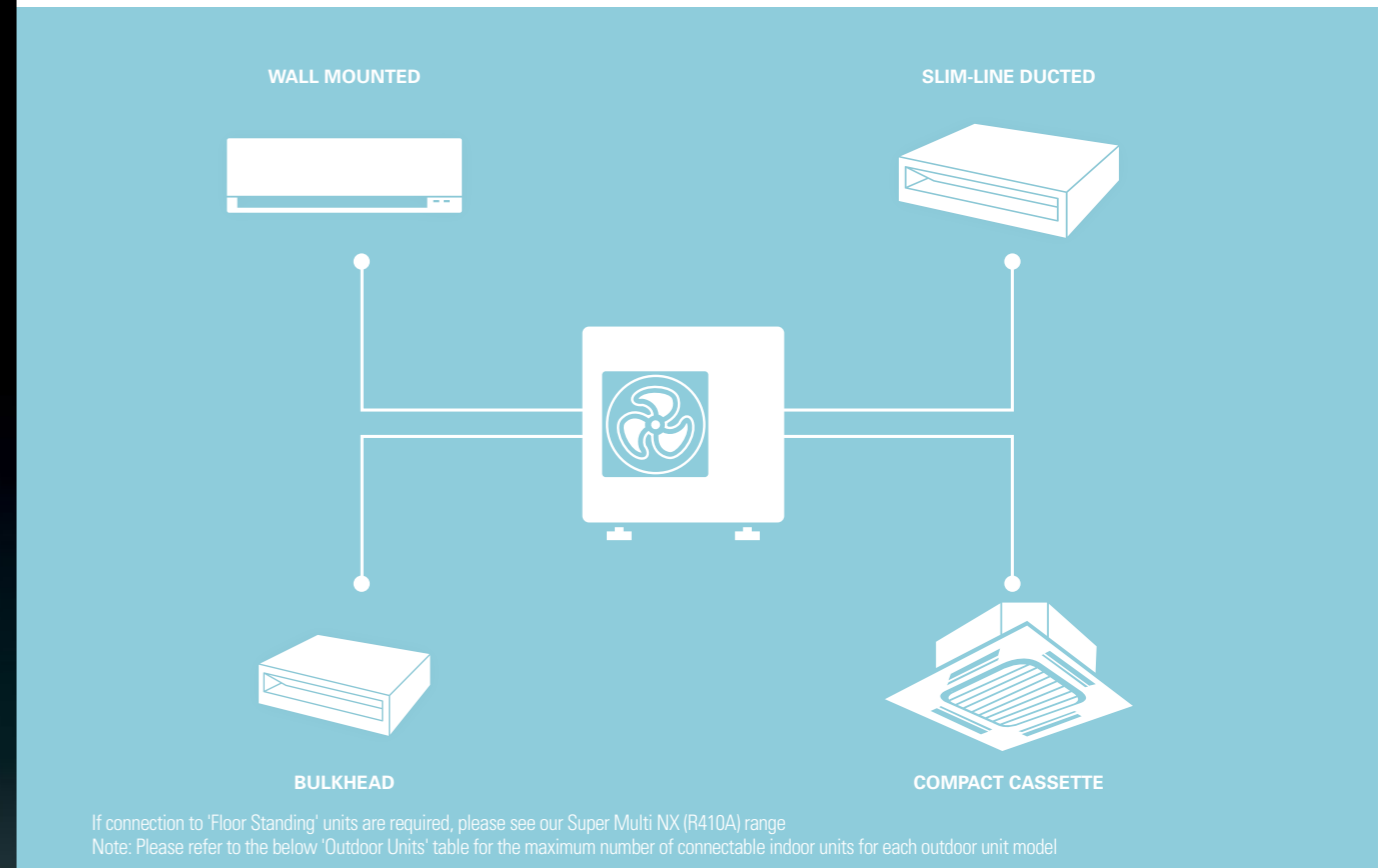 WALL MOUNTED
SLIM-LINE DUCTED
BULKHEAD
COMPACT CASSETTE
If connection to 'Floor Standing' units are required, please see our Super Multi NX (R410A) range
Note: Please refer to the below 'Outdoor Units' table for the maximum number of connectable indoor units for each outdoor unit model